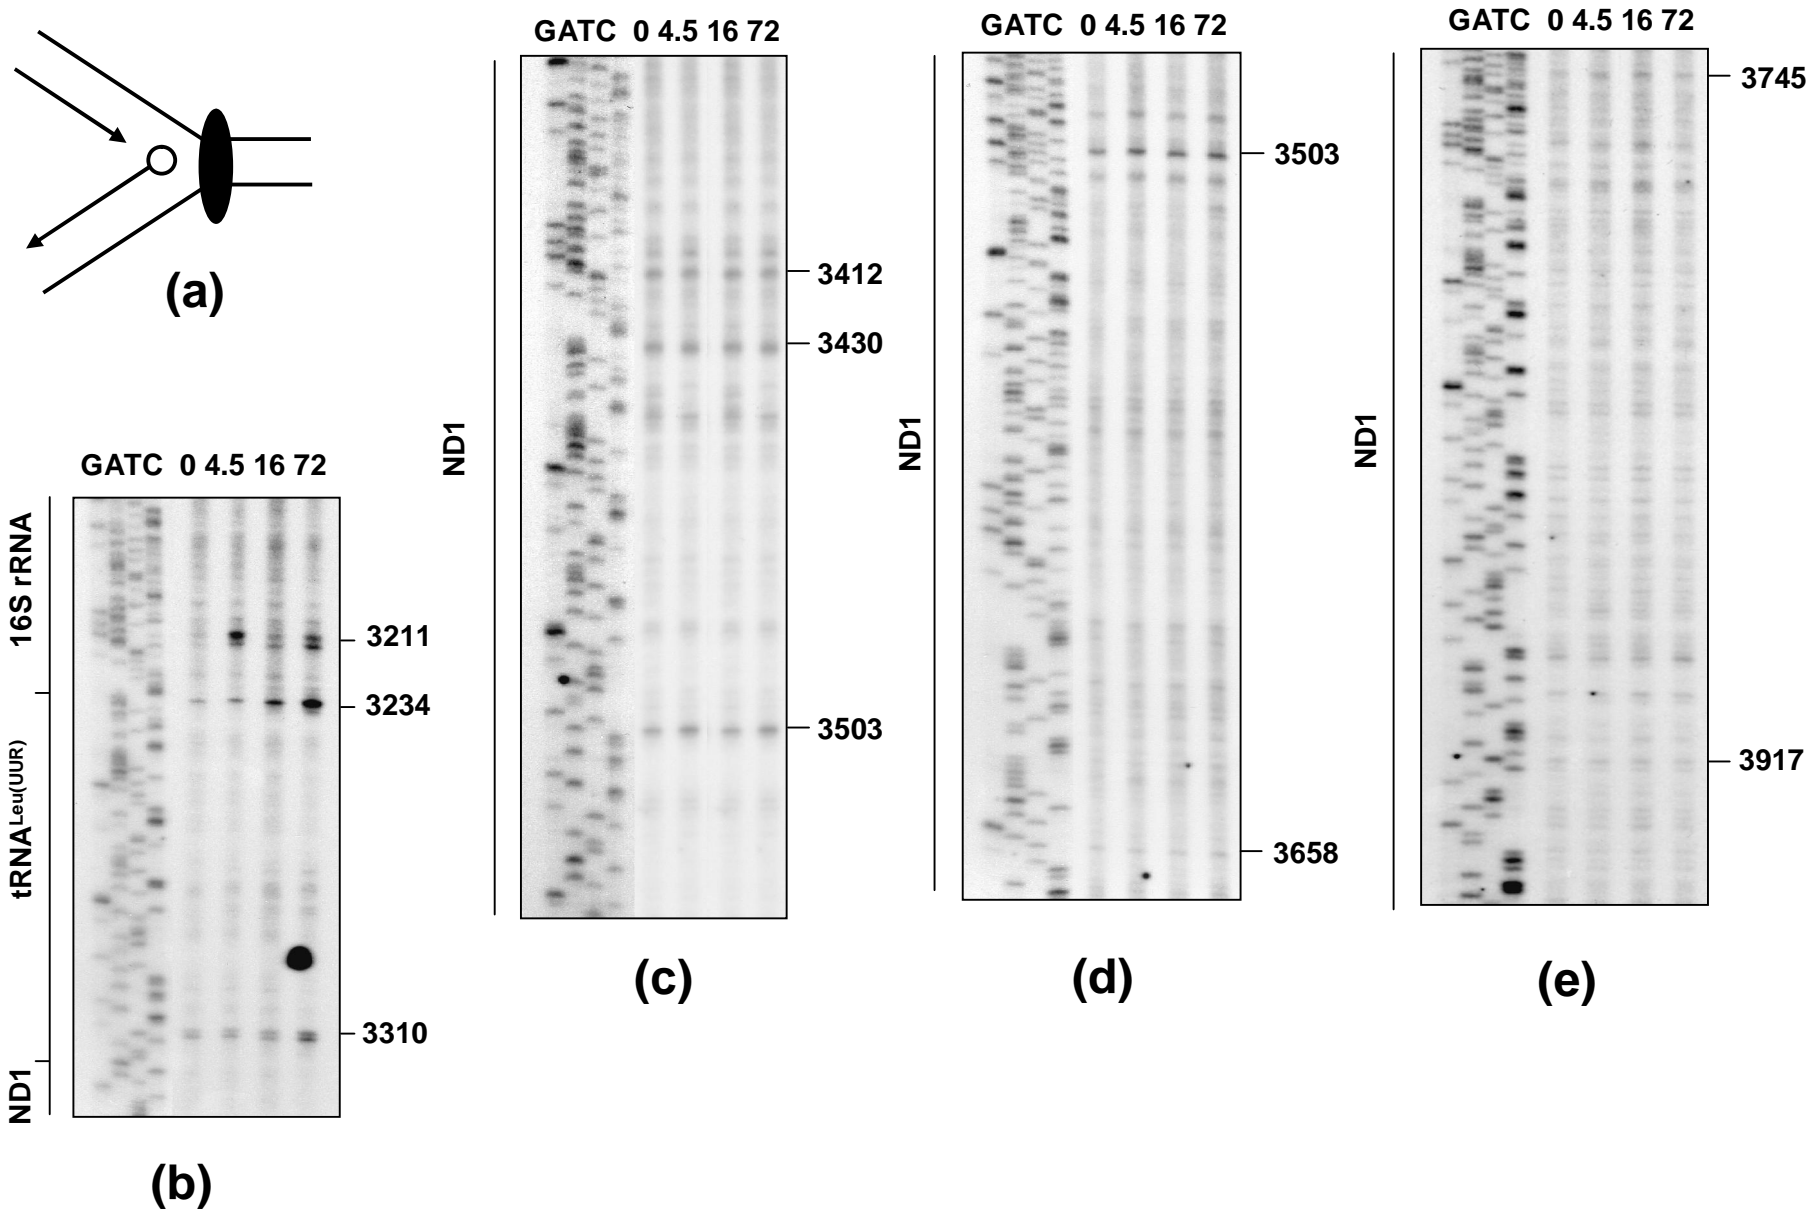 (a)
GATC 0 4.5 16 72
16S rRNA
tRNALeu(UUR)
ND1
3211
3234
3310
(b)
GATC 0 4.5 16 72
ND1
3412
3430
3503
(c)
GATC 0 4.5 16 72
ND1
3503
3658
(d)
GATC 0 4.5 16 72
ND1
3745
3917
(e)